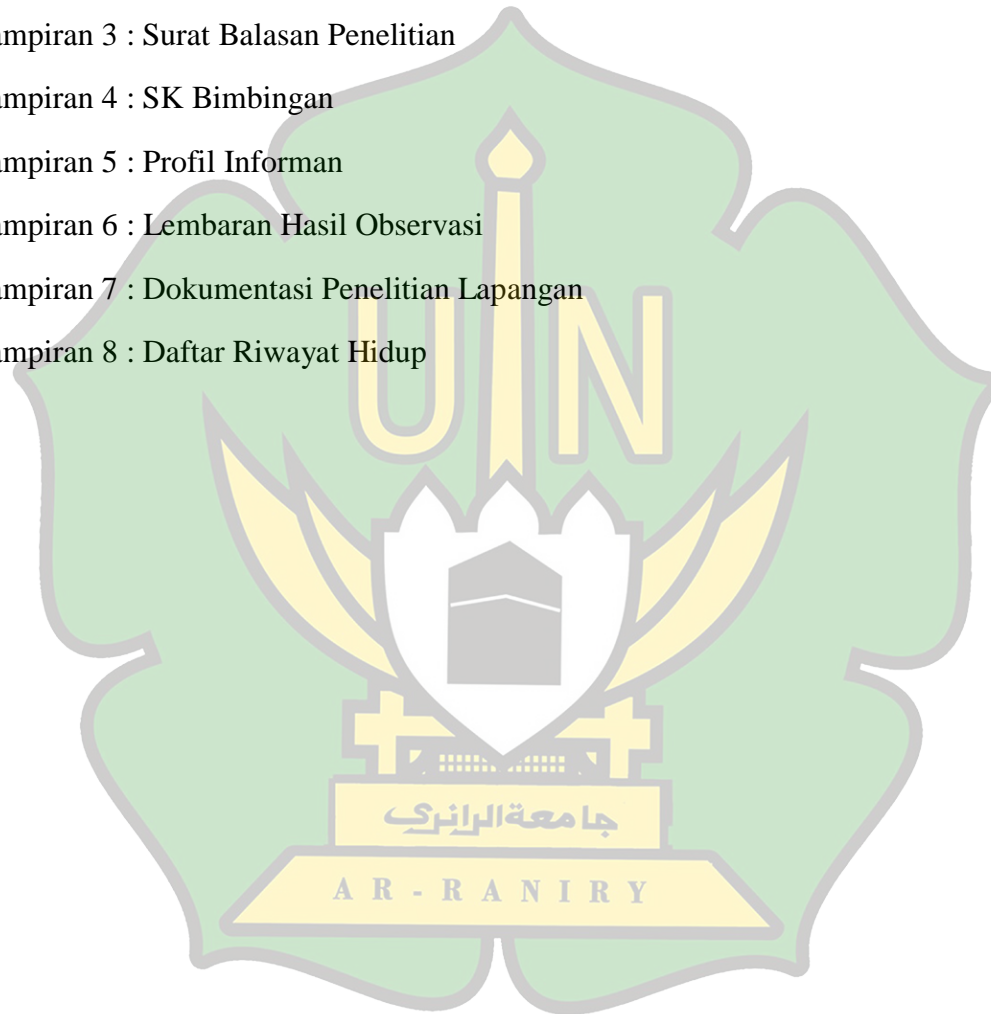 ampiran 3 : Surat Balasan Penelitian
ampiran 4 : SK Bimbingan
ampiran 5 : Profil Informan
ampiran 6 : Lembaran Hasil Observasi
ampiran 7 : Dokumentasi Penelitian Lapangan
ampiran 8 : Daftar Riwayat Hidup
UIN
جامعةالرانري
AR-RANIRY